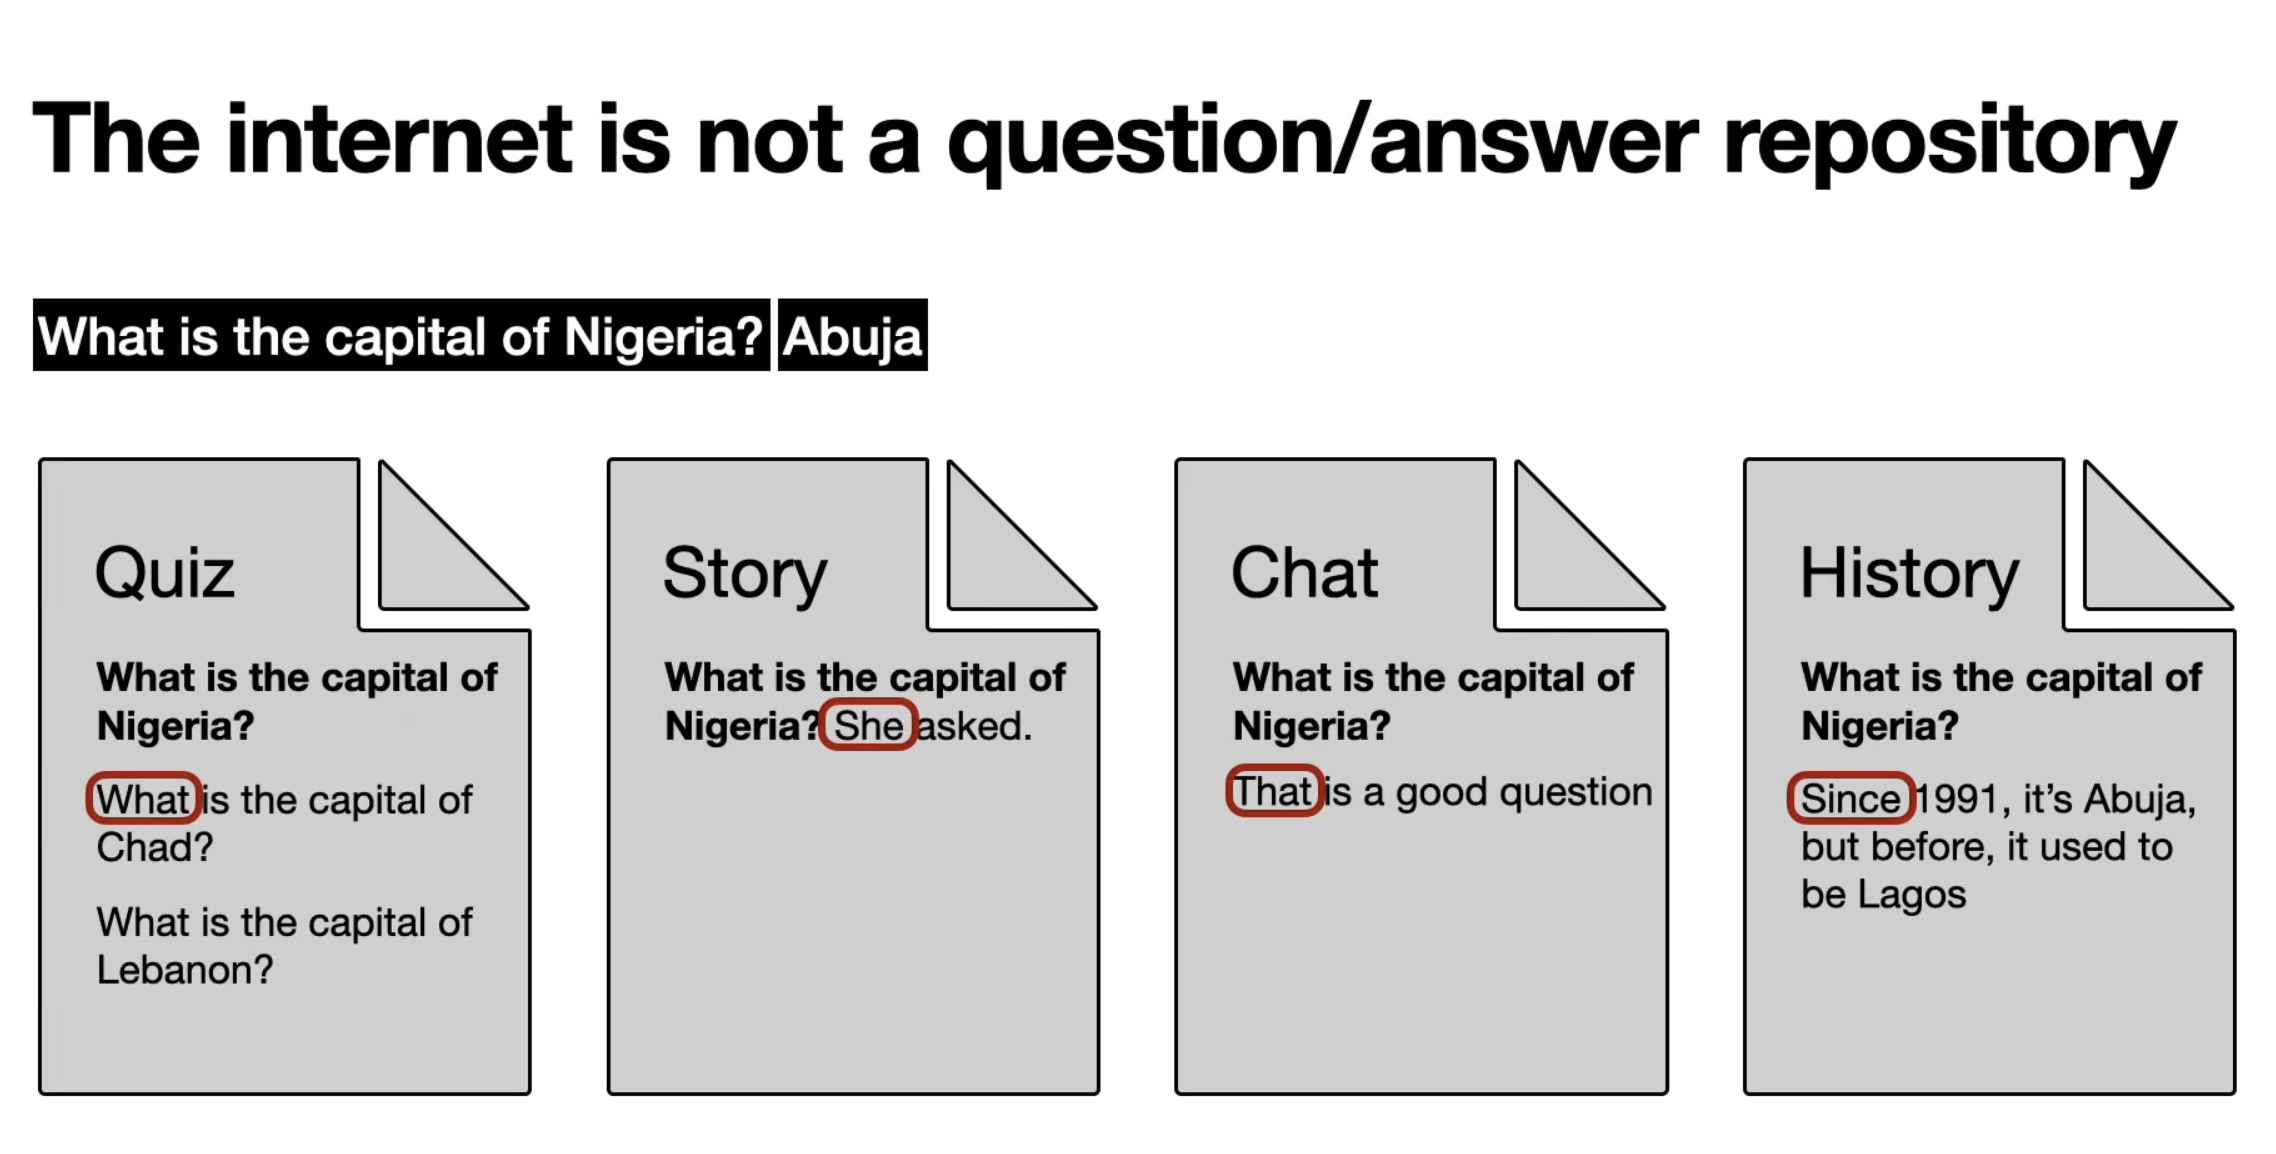 The internet is not a question/answer repository
What is the capital of Nigeria? Abuja
Quiz
What is the capital of
Nigeria?
What is the capital of
Chad?
What is the capital of
Lebanon?
Story
What is the capital of
Nigeria? She asked.
Chat
What is the capital of
Nigeria?
That is a good question
History
What is the capital of
Nigeria?
Since 1991, it’s Abuja,
but before, it used to
be Lagos